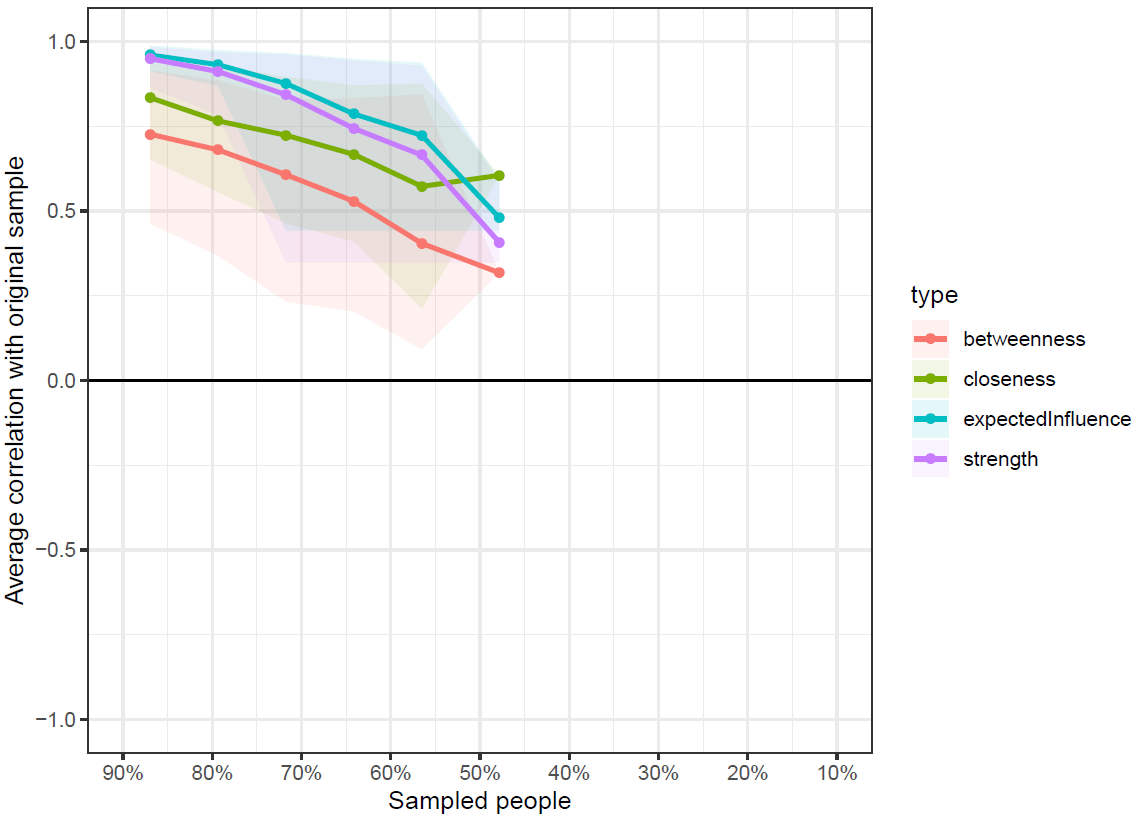 Average correlation with original sample
1.0
0.5
0.0
−0.5
−1.0
90% 80% 70% 60% 50% 40% 30% 20% 10%
Sampled people
type
betweenness
closeness
expectedInfluence
strength